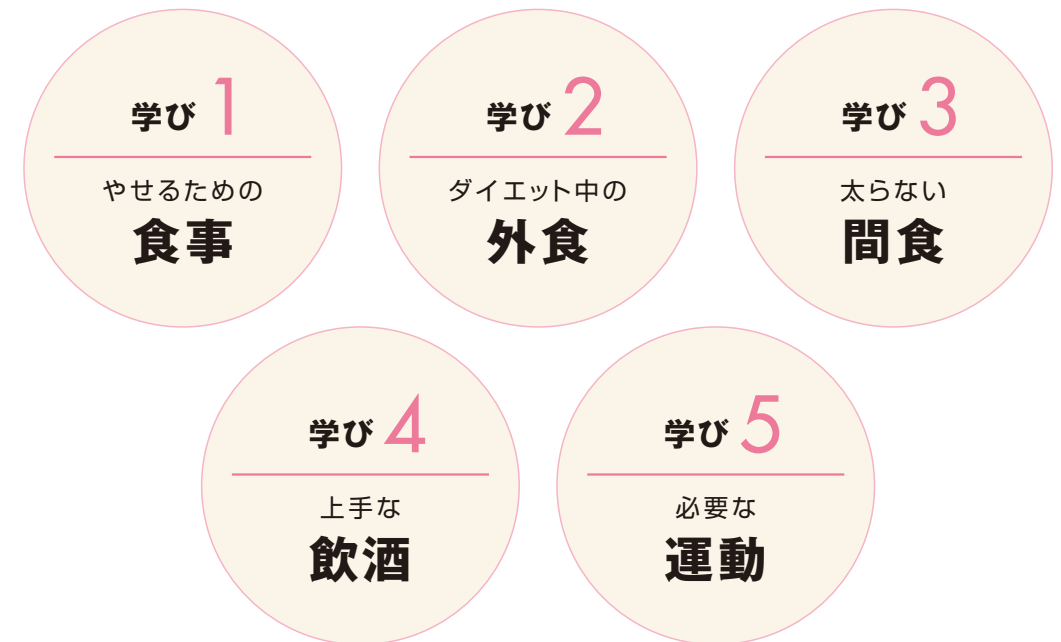 学び 1
やせるための
食事
学び 2
ダイエット中の
外食
学び 3
太らない
間食
学び 4
上手な
飲酒
学び 5
必要な
運動